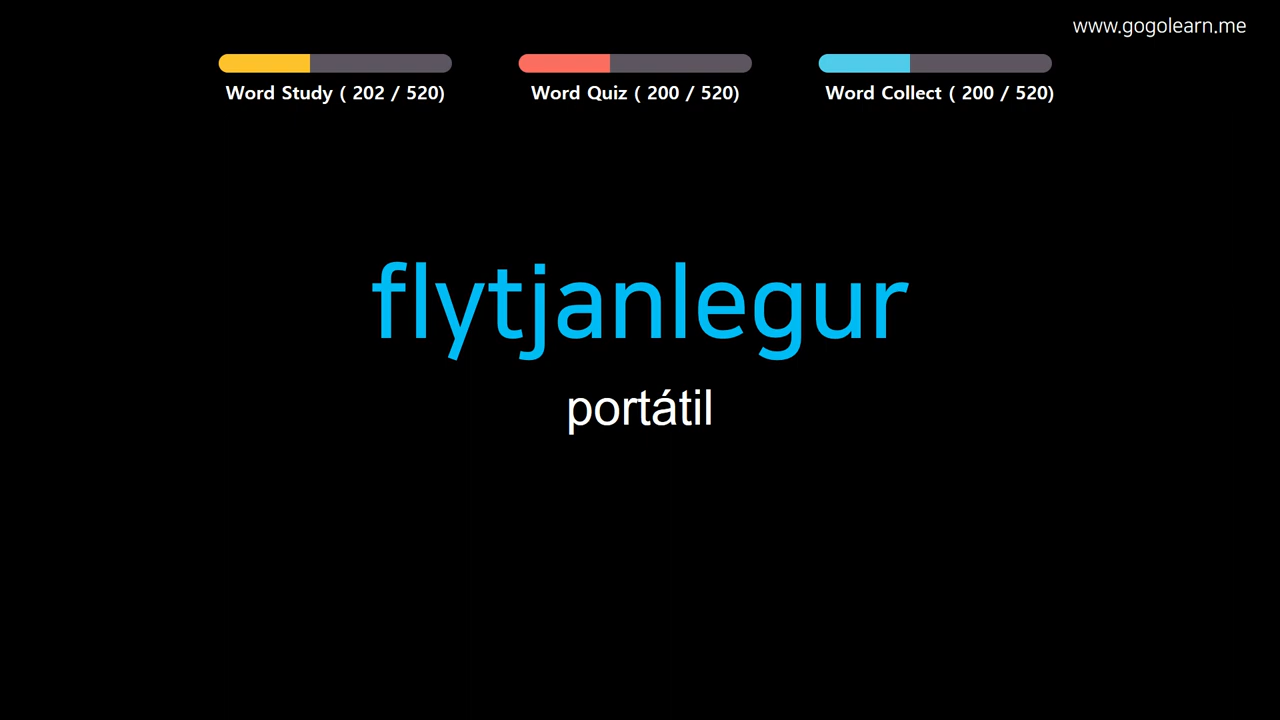 www.gogolearn.me
Word Study ( 202 / 520)
Word Quiz ( 200 / 520)
Word Collect ( 200 / 520)
flytjanlegur
portátil